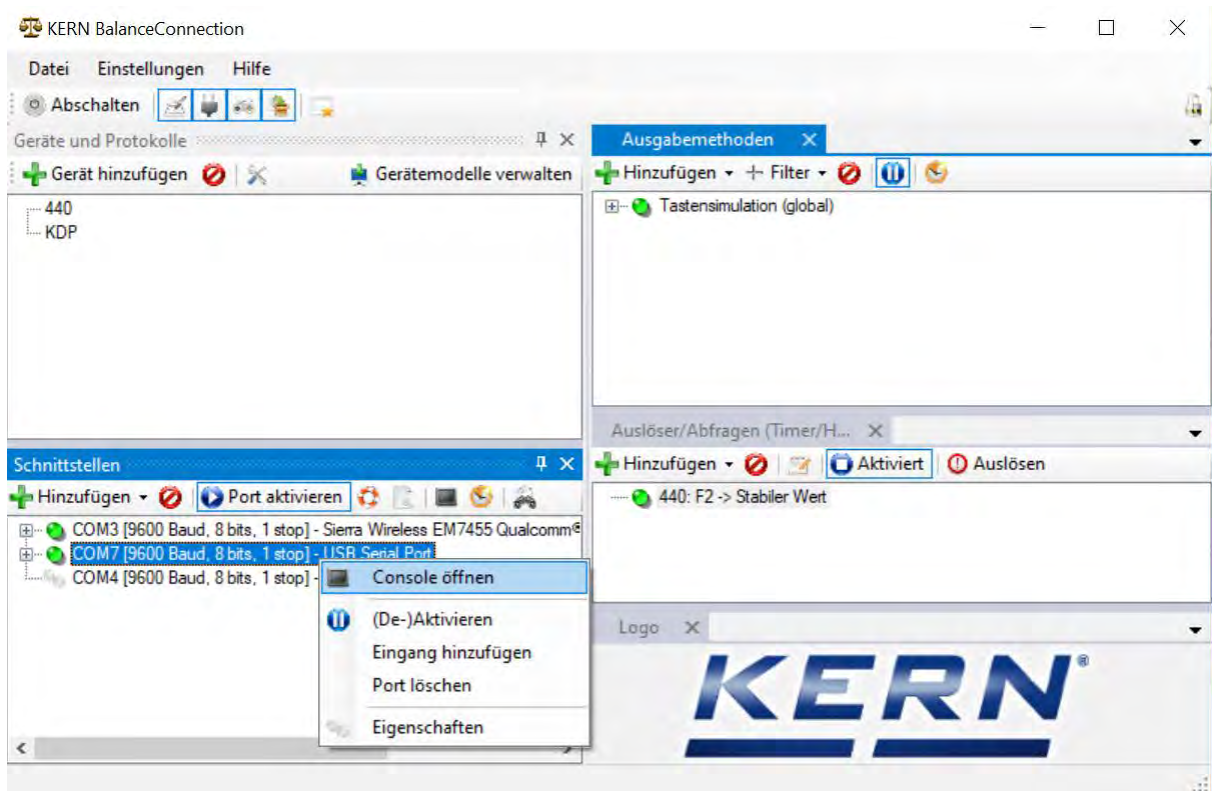 KERN BalanceConnection
Datei Einstellungen Hilfe
Abschalten
Geräte und Protokolle
Gerät hinzufügen Gerätemodelle verwalten
440
KDP
Ausgabemethoden
Hinzufügen Filter
Tastensimulation (global)
Schnittstellen
Hinzufügen Port aktivieren
COM3 [9600 Baud, 8 bits, 1 stop] - Sierra Wireless EM7455 Qualcomm®
COM7 [9600 Baud, 8 bits, 1 stop] - USB Serial Port
COM4 [9600 Baud, 8 bits, 1 stop] -
Console öffnen
(De-)Aktivieren
Eingang hinzufügen
Port löschen
Eigenschaften
Auslöser/Abfragen (Timer/H...
Hinzufügen Aktiviert Auslösen
440: F2 -> Stabiler Wert
Logo
KERN®